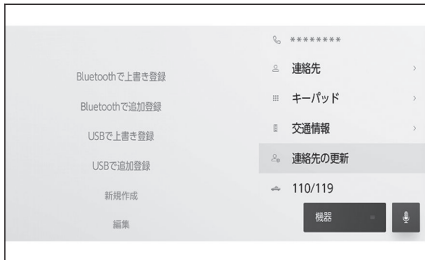 Bluetoothで上書き登録
Bluetoothで追加登録
USBで上書き登録
USBで追加登録
新規作成
編集
********
連絡先
キーパッド
交通情報
連絡先の更新
110/119
機器